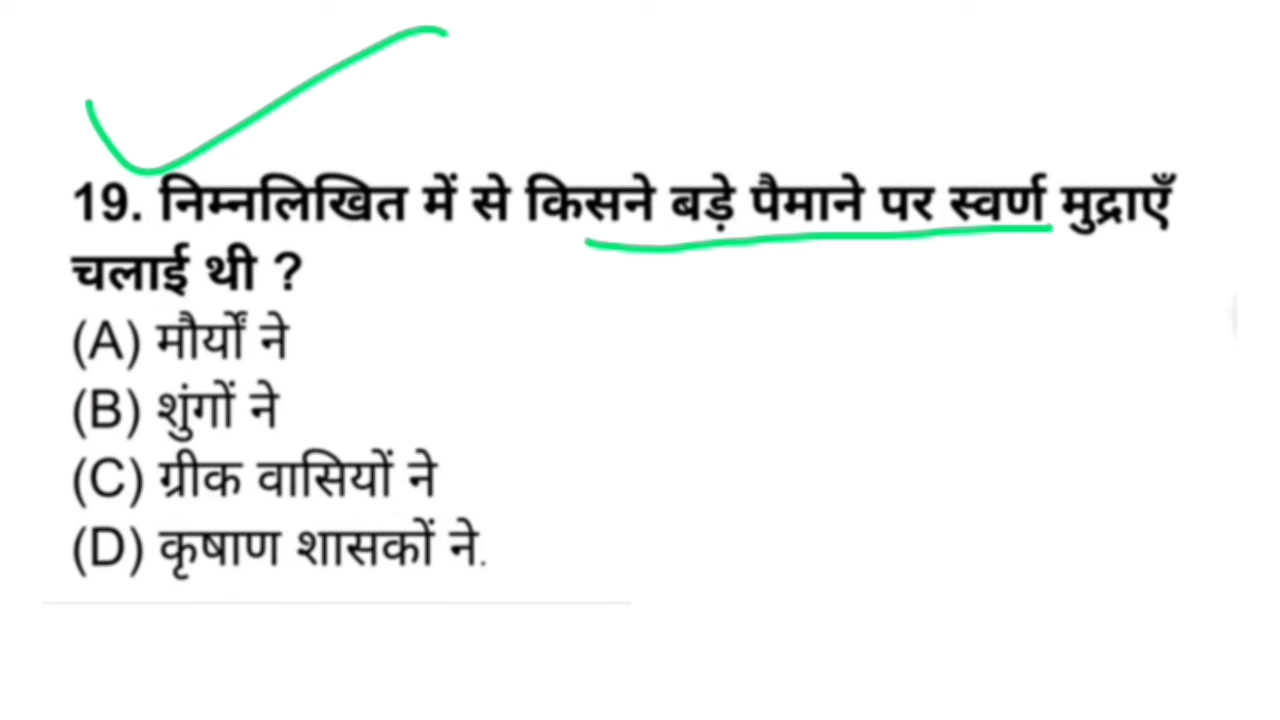 19. निम्नलिखित में से किसने बड़े पैमाने पर स्वर्ण मुद्राएँ
चलाई थी ?
(A) मौर्यों ने
(B) शुंगों ने
(C) ग्रीक वासियों ने
(D) कृषाण शासकों ने.